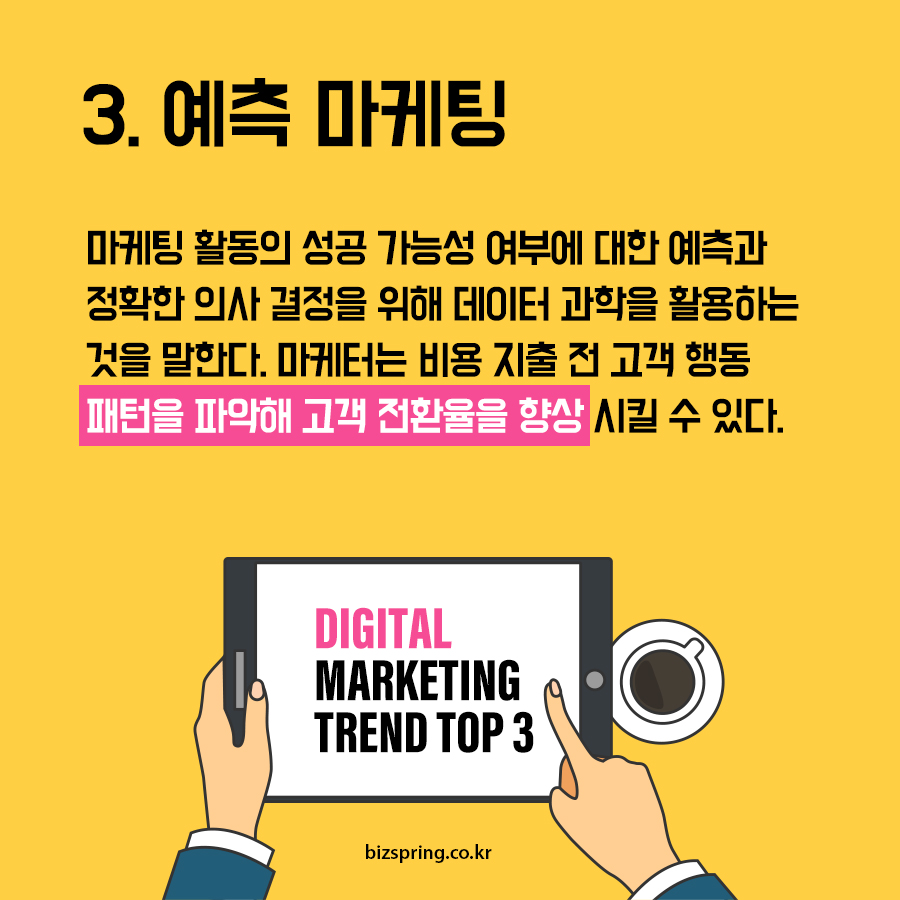 3. 예측 마케팅
마케팅 활동의 성공 가능성 여부에 대한 예측과
정확한 의사 결정을 위해 데이터 과학을 활용하는
것을 말한다. 마케터는 비용 지출 전 고객 행동
패턴을 파악해 고객 전환율을 향상 시킬 수 있다.
DIGITAL
MARKETING
TREND TOP 3
bizspring.co.kr